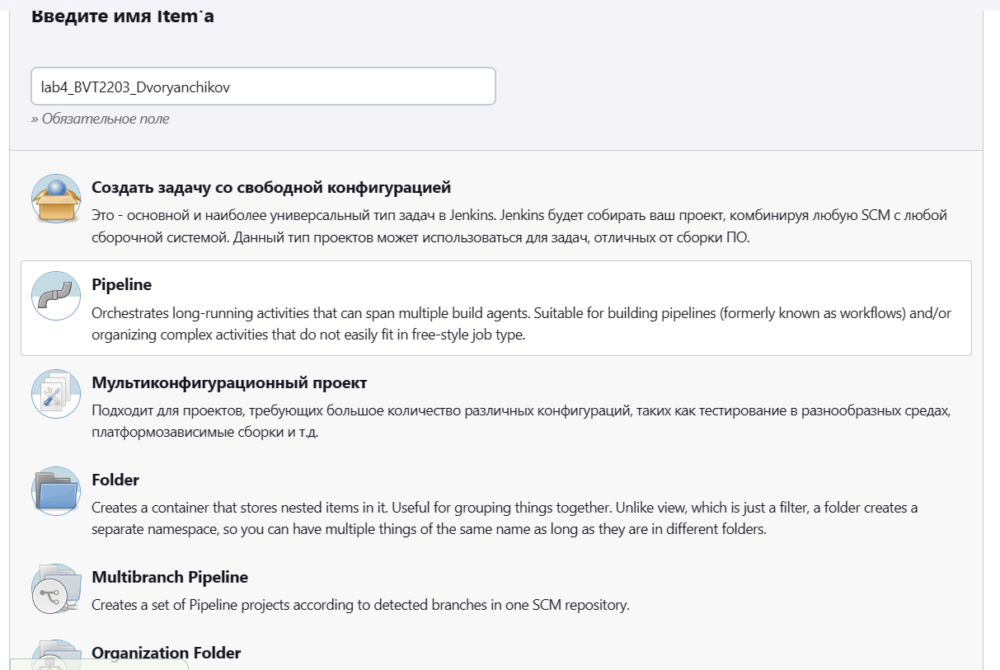 Введите имя Item'а
lab4_BVT2203_Dvoryanchikov
» Обязательное поле
Создать задачу со свободной конфигурацией
Это - основной и наиболее универсальный тип задач в Jenkins. Jenkins будет собирать ваш проект, комбинируя любую SCM с любой
сборочной системой. Данный тип проектов может использоваться для задач, отличных от сборки ПО.
Pipeline
Orchestrates long-running activities that can span multiple build agents. Suitable for building pipelines (formerly known as workflows) and/or
organizing complex activities that do not easily fit in free-style job type.
Мультиконфигурационный проект
Подходит для проектов, требующих большое количество различных конфигураций, таких как тестирование в разнообразных средах,
платформозависимые сборки и т.д.
Folder
Creates a container that stores nested items in it. Useful for grouping things together. Unlike view, which is just a filter, a folder creates a
separate namespace, so you can have multiple things of the same name as long as they are in different folders.
Multibranch Pipeline
Creates a set of Pipeline projects according to detected branches in one SCM repository.
Organization Folder